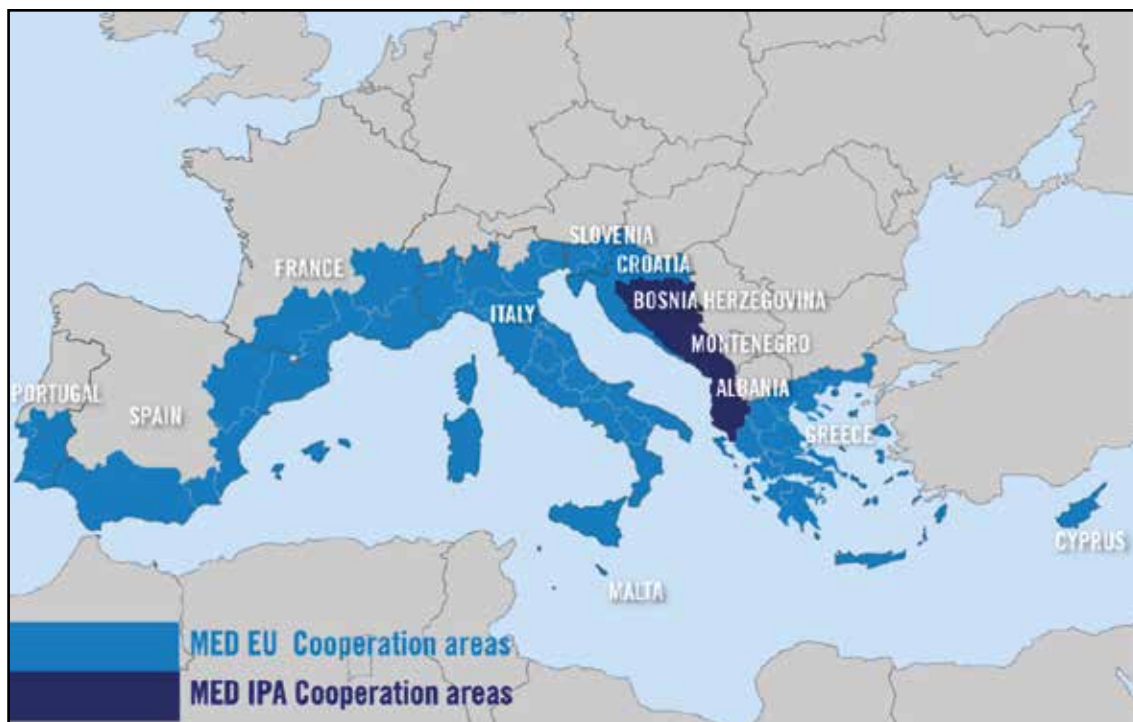 SLOVENIA
CROATIA
FRANCE
BOSNIA HERZEGOVINA
ITALY
MONTENEGRO
PORTUGAL
ALBANIA
SPAIN
GREECE
CYPRUS
MALTA
MED EU Cooperation areas
MED IPA Cooperation areas